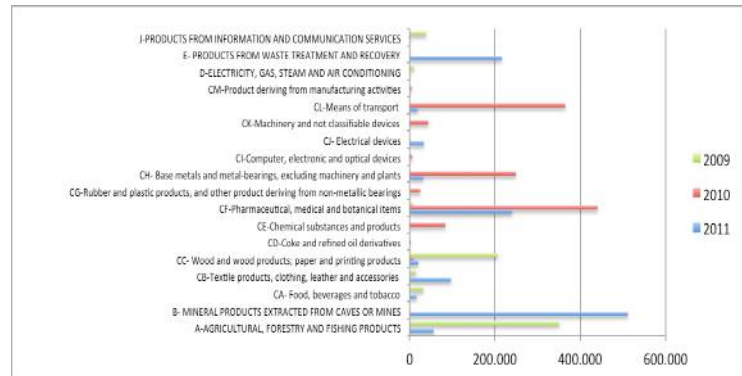 J-PRODUCTS FROM INFORMATION AND COMMUNICATION SERVICES
E- PRODUCTS FROM WASTE TREATMENT AND RECOVERY
D-ELECTRICITY, GAS, STEAM AND AIR CONDITIONING
CM-Product deriving from manufacturing activities
CL-Means of transport
CK-Machinery and not classifiable devices
CJ- Electrical devices
CI-Computer, electronic and optical devices
CH- Base metals and metal-bearings, excluding machinery and plants
CG-Rubber and plastic products, and other product deriving from non-metallic bearings
CF-Pharmaceutical, medical and botanical items
CE-Chemical substances and products
CD-Coke and refined oil derivatives
CC- Wood and wood products; paper and printing products
CB-Textile products, clothing, leather and accessories
CA- Food, beverages and tobacco
B- MINERAL PRODUCTS EXTRACTED FROM CAVES OR MINES
A-AGRICULTURAL, FORESTRY AND FISHING PRODUCTS
0 200.000 400.000 600.000
2009
2010
2011